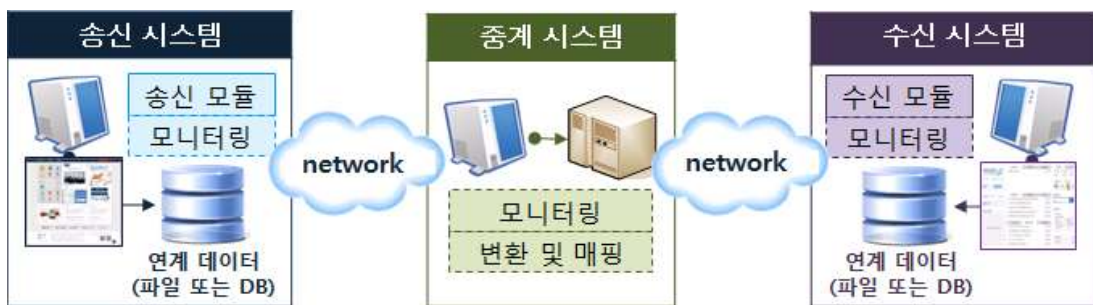 송신 시스템
송신 모듈
모니터링
연계 데이터
(파일 또는 DB)
network
중계 시스템
모니터링
변환 및 매핑
network
수신 시스템
수신 모듈
모니터링
연계 데이터
(파일 또는 DB)